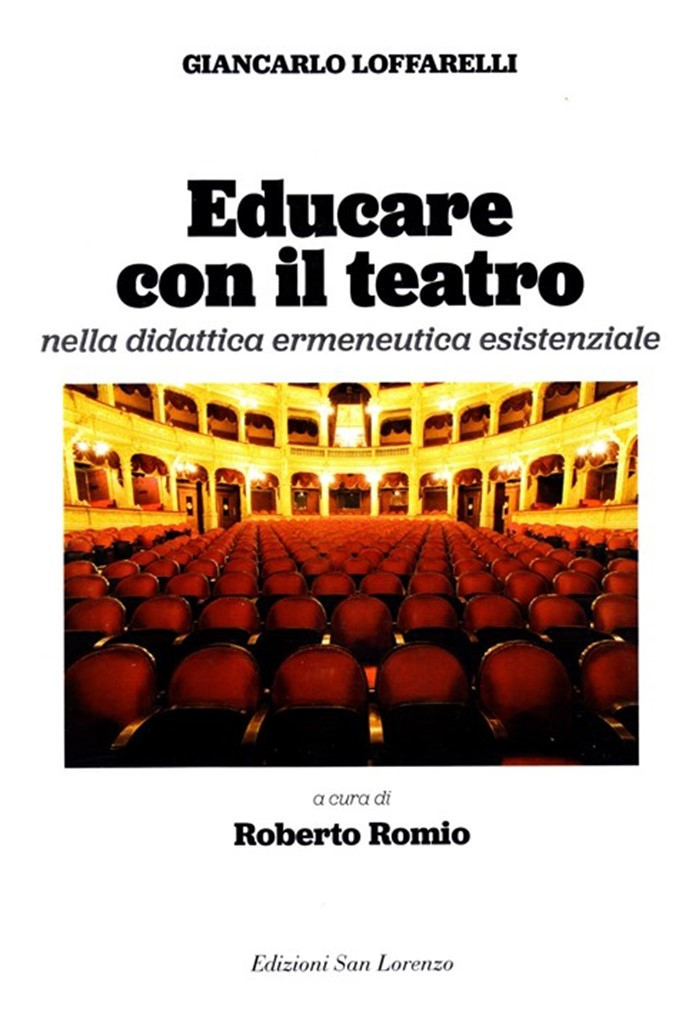 GIANCARLO LOFFARELLI
Educare
con il teatro
nella didattica ermeneutica esistenziale
a cura di
Roberto Romio
Edizioni San Lorenzo